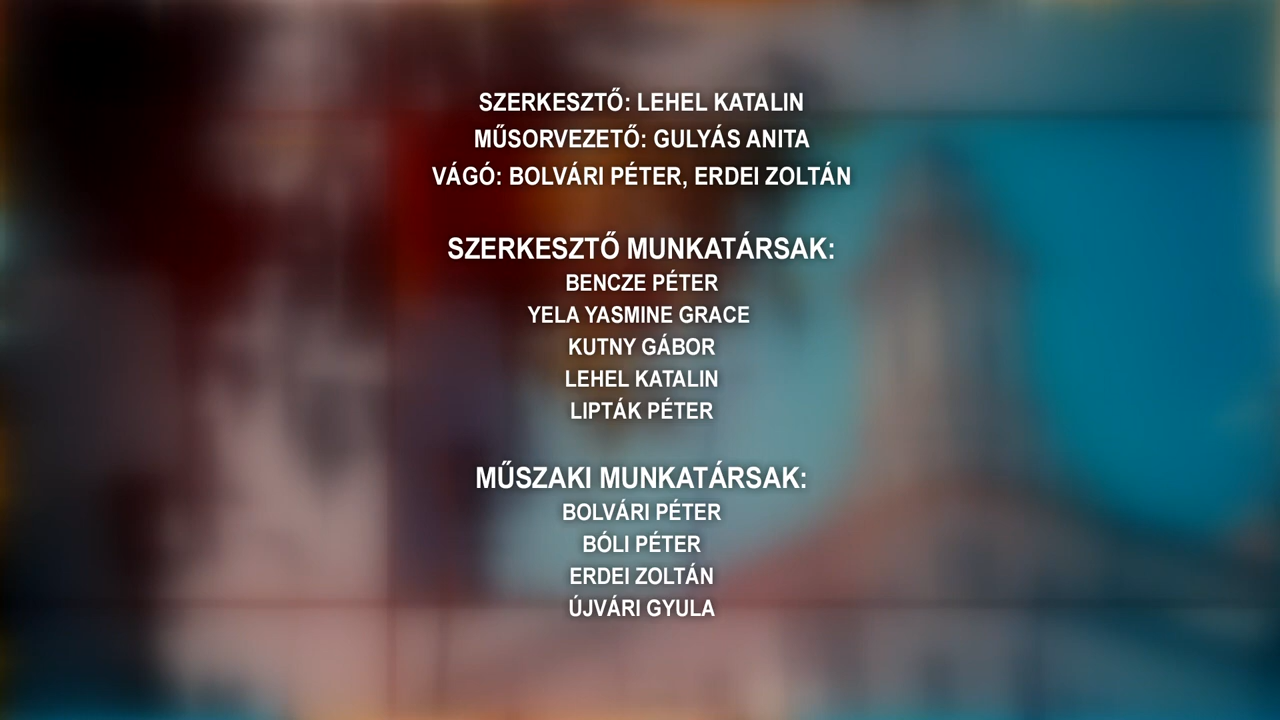 SZERKESZTŐ: LEHEL KATALIN
MŰSORVEZETŐ: GULYÁS ANITA
VÁGÓ: BOLVÁRI PÉTER, ERDEI ZOLTÁN
SZERKESZTŐ MUNKATÁRSAK:
BENCZE PÉTER
YELA YASMINE GRACE
KUTNY GÁBOR
LEHEL KATALIN
LIPTÁK PÉTER
MŰSZAKI MUNKATÁRSAK:
BOLVÁRI PÉTER
BÓLI PÉTER
ERDEI ZOLTÁN
ÚJVÁRI GYULA